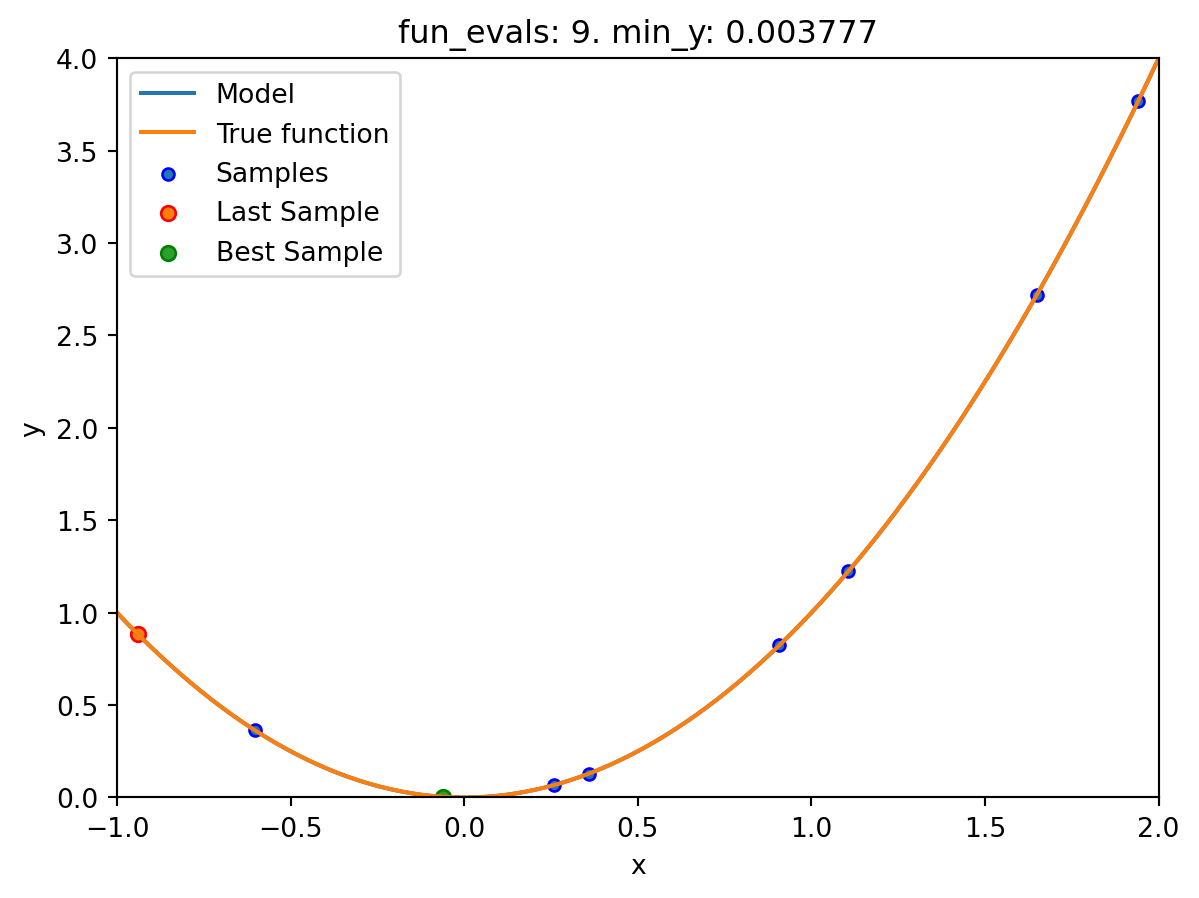 fun_evals: 9. min_y: 0.003777
Model
True function
Samples
Last Sample
Best Sample
4.0
3.5
3.0
2.5
2.0
1.5
1.0
0.5
0.0
y
−1.0 −0.5 0.0 0.5 1.0 1.5 2.0
x